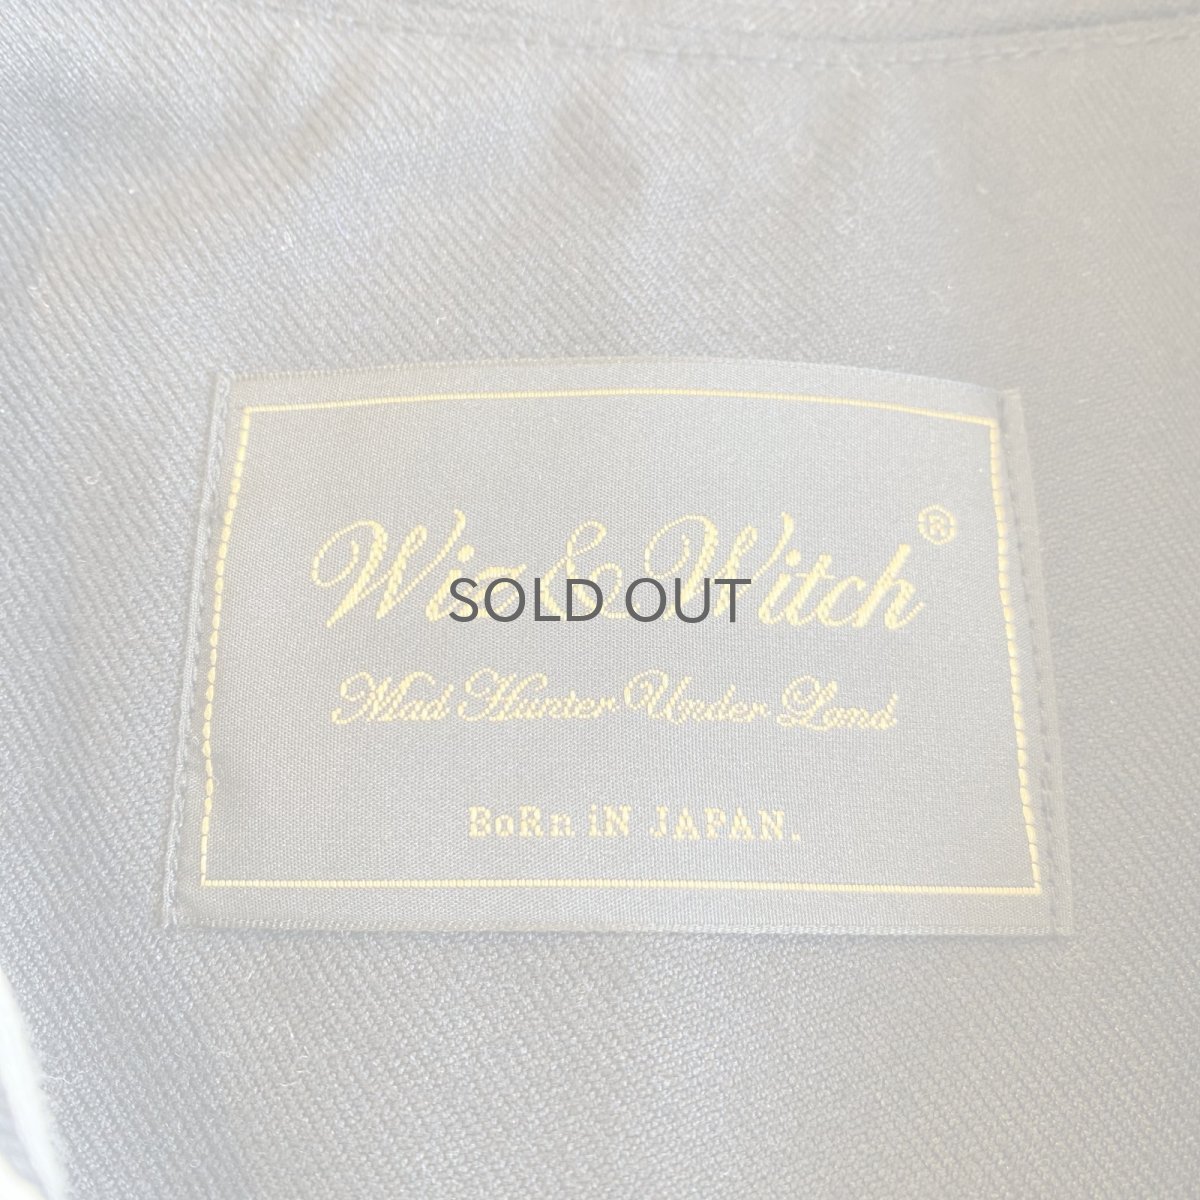 Wiz&Witch®
SOLD OUT
Mad Hunter Under Land
BoRn iN JAPAN.